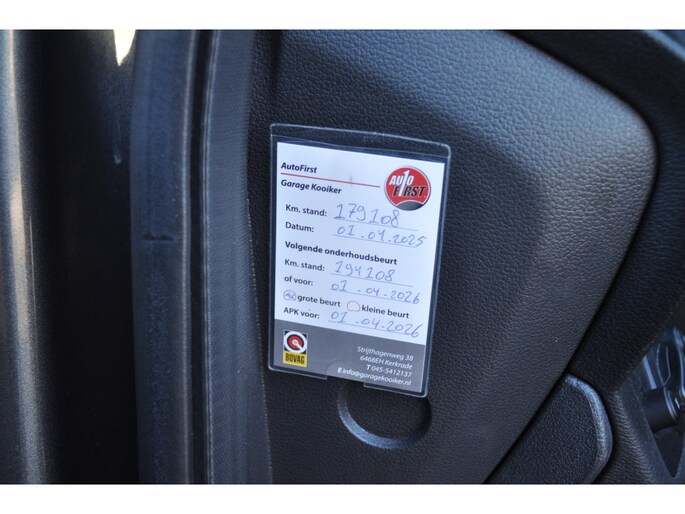 AutoFirst
Garage Kooiker
AUTO FIRST
Km. stand: 179108
Datum: 01.04.2025
Volgende onderhoudsbeurt
Km. stand: 194108
of voor: 01.04.2026
grote beurt kleine beurt
APK voor: 01.04.2026
BOVAG
Strijthagenweg 38
6468EH Kerkrade
T 045-5412137
E info@garagekooiker.nl